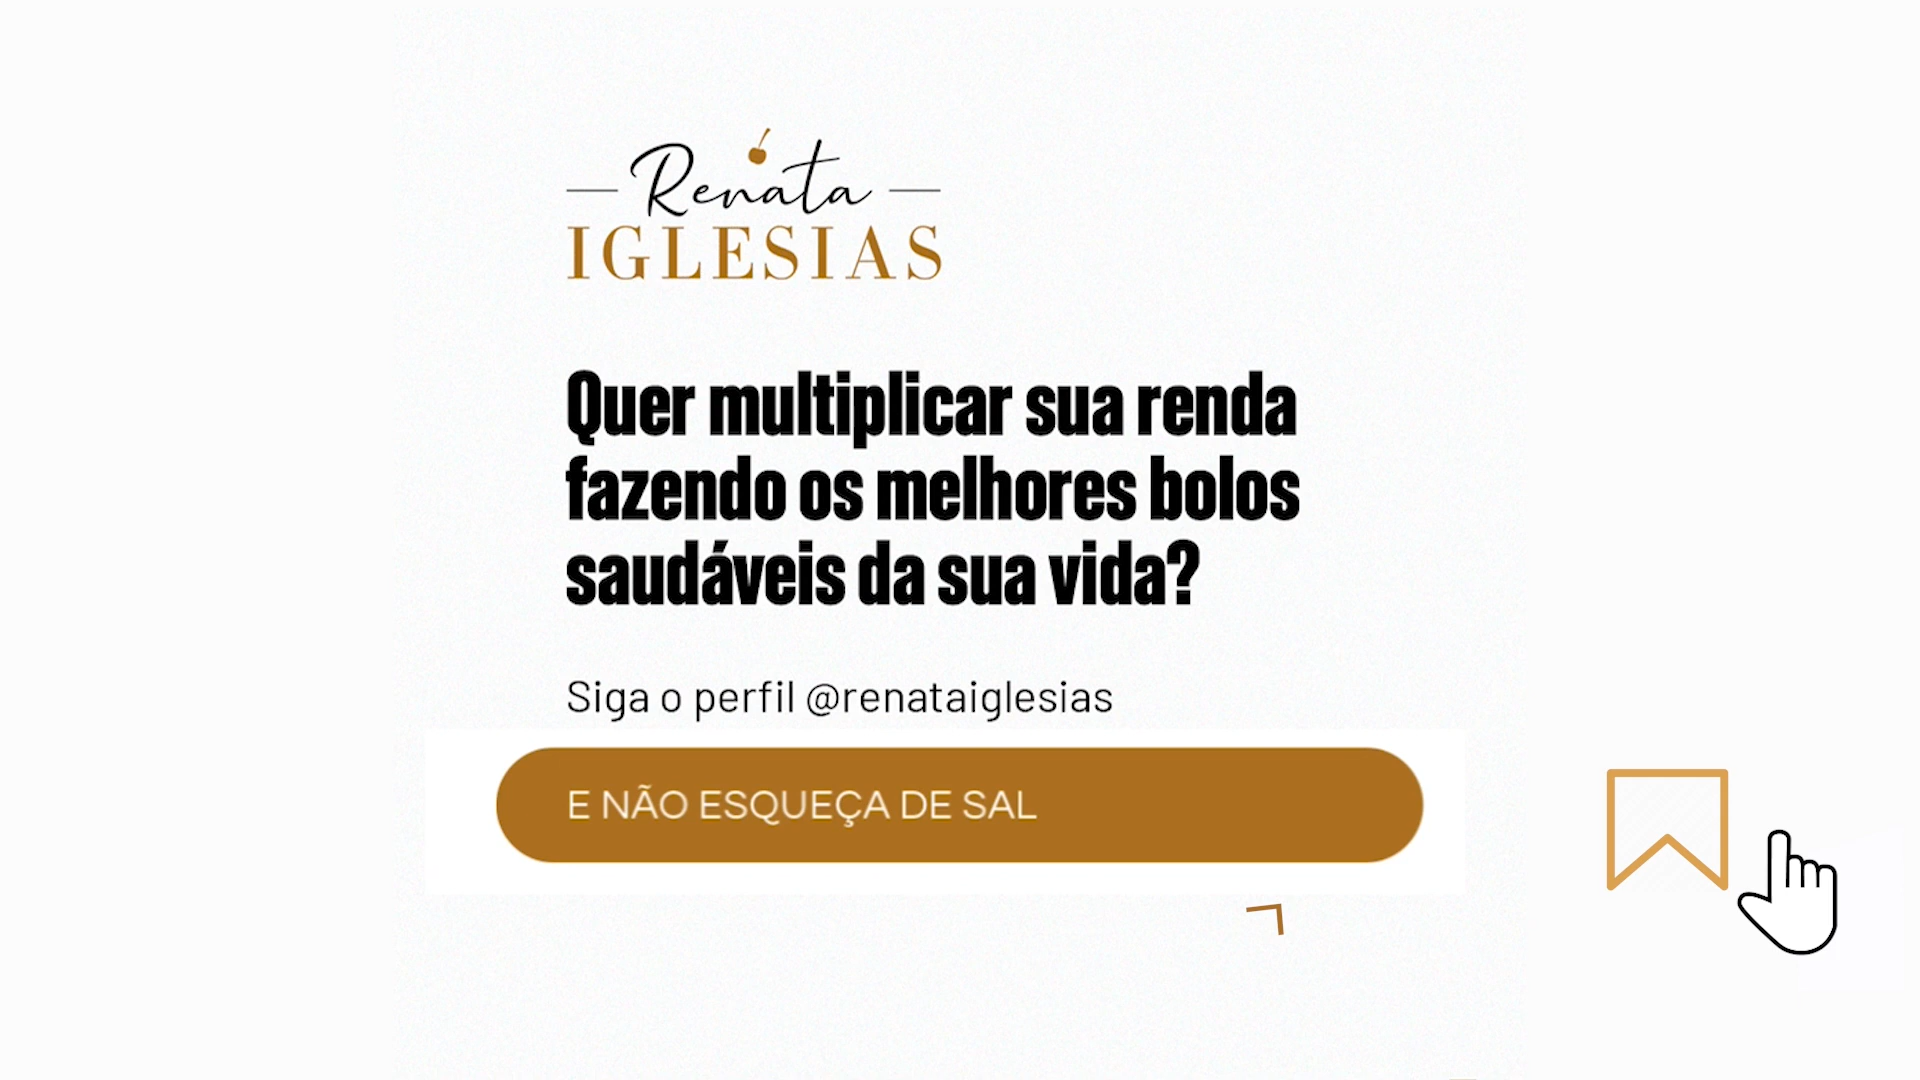 Renata
IGLESIAS
Quer multiplicar sua renda
fazendo os melhores bolos
saudáveis da sua vida?
Siga o perfil @renataiglesias
E NÃO ESQUEÇA DE SAL